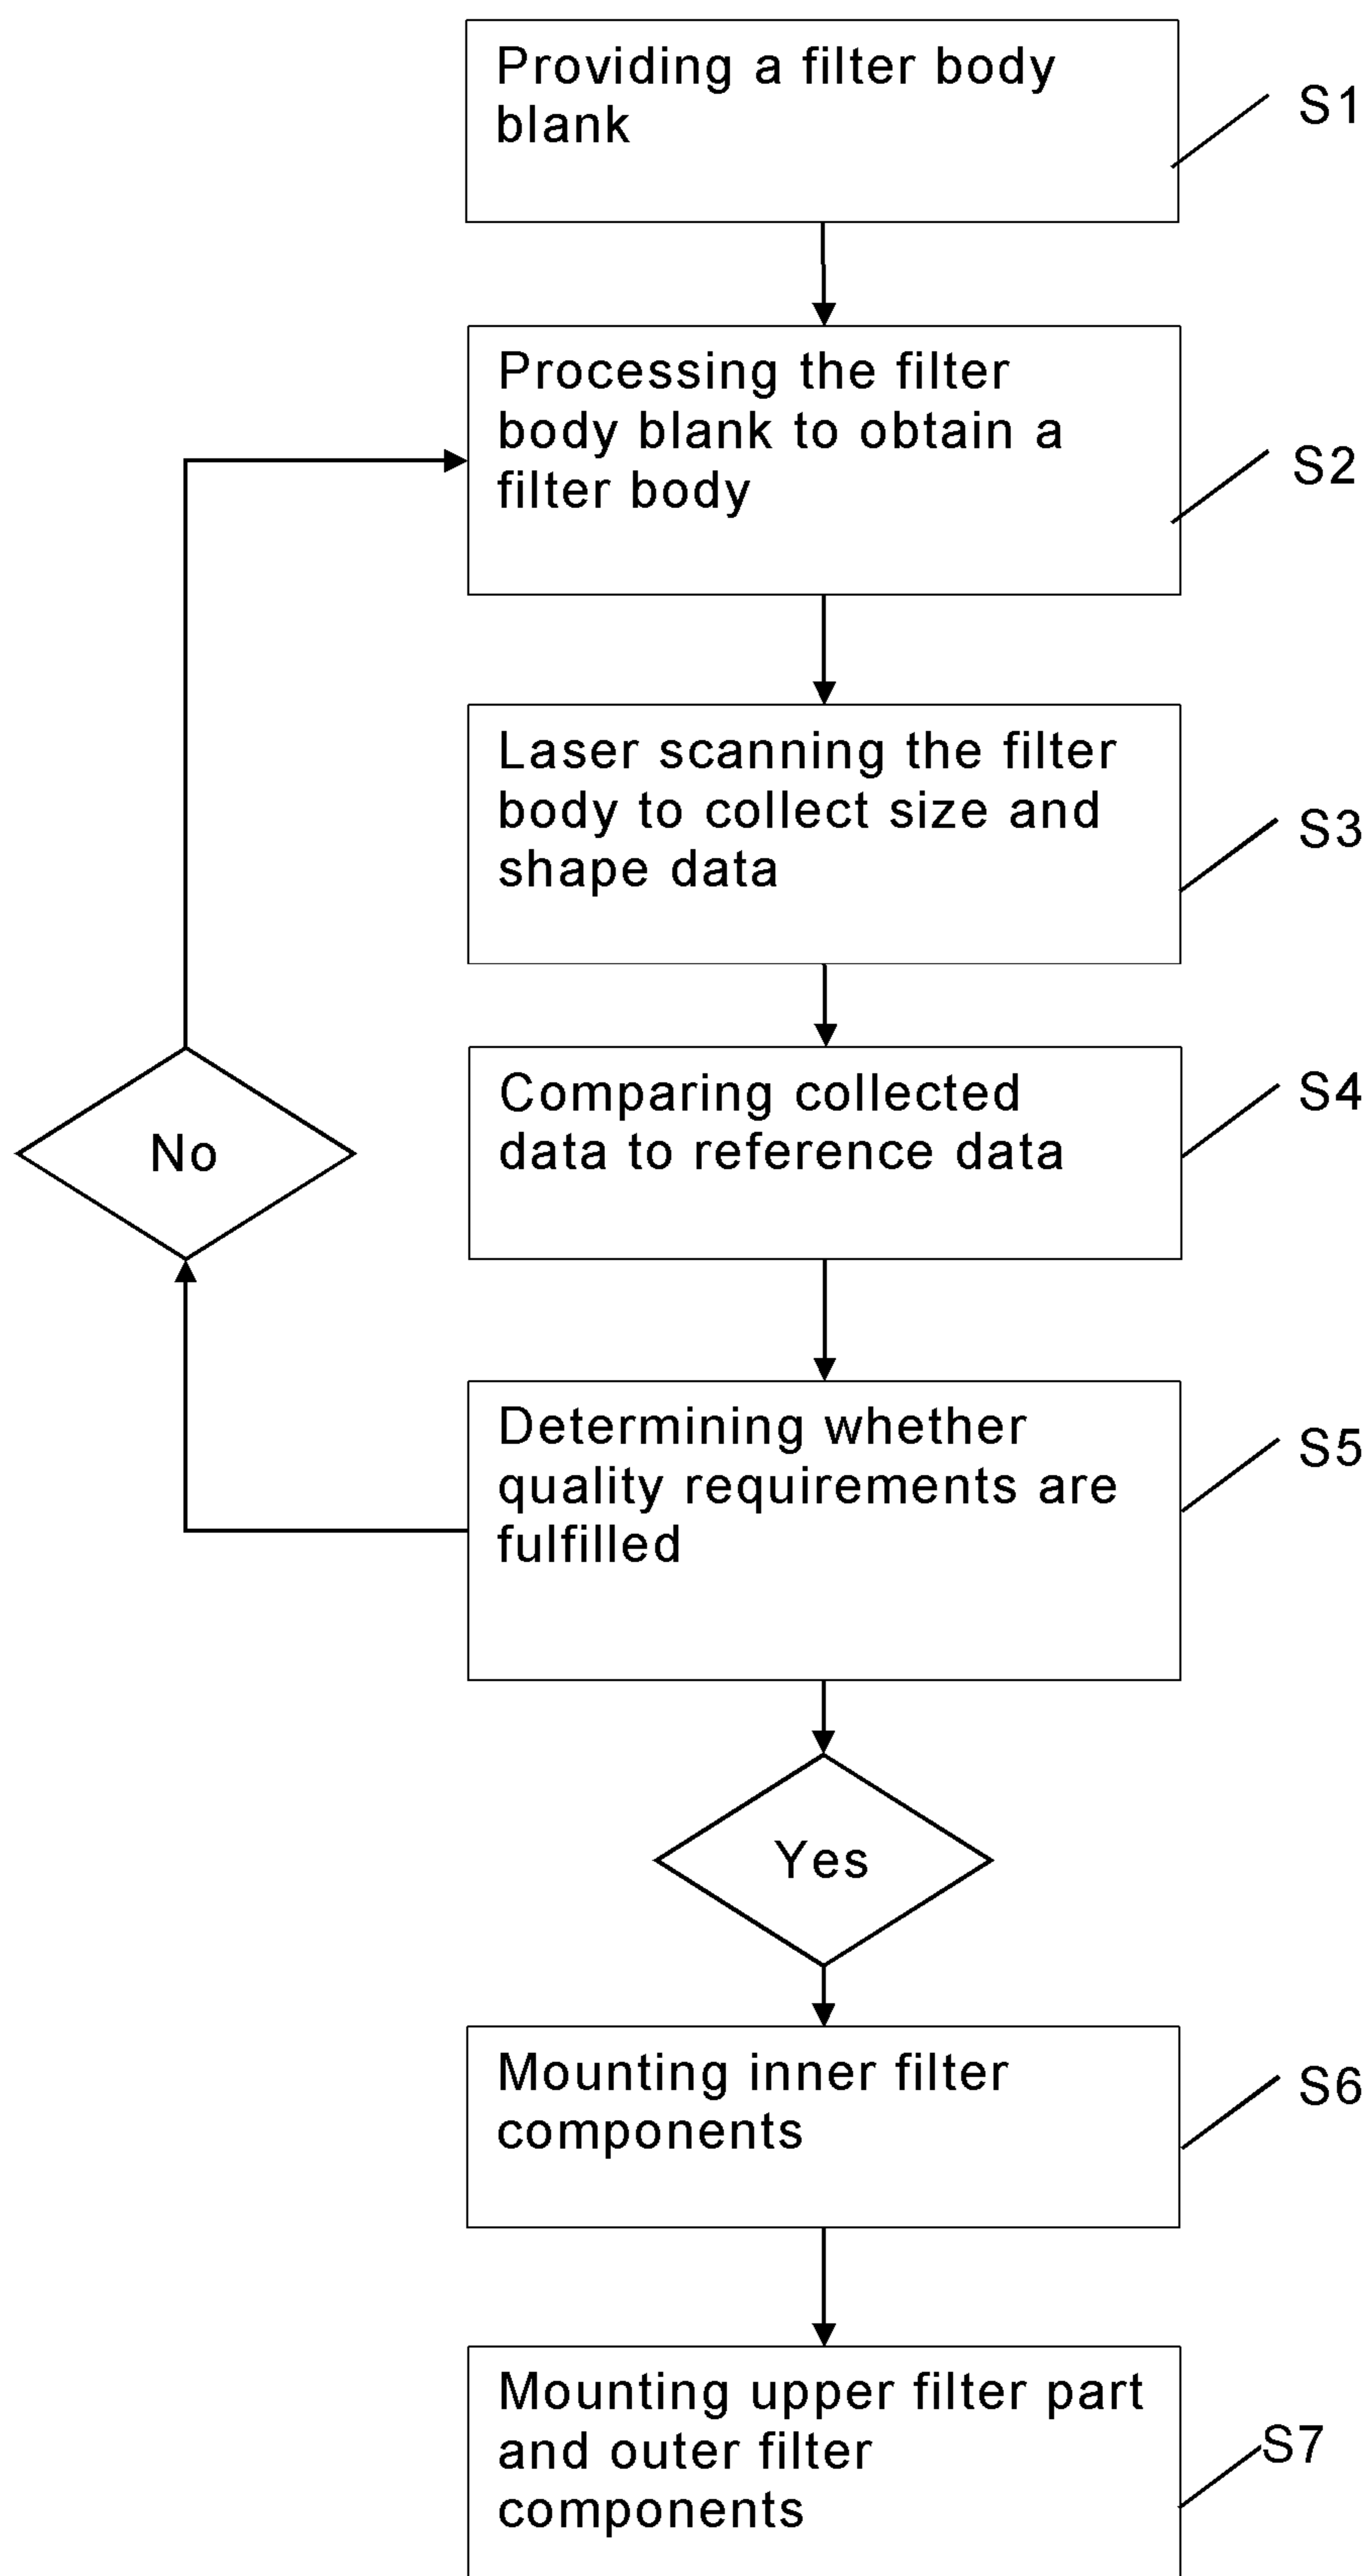 Providing a filter body
blank
S1
Processing the filter
body blank to obtain a
filter body
S2
Laser scanning the filter
body to collect size and
shape data
S3
Comparing collected
data to reference data
S4
No
Determining whether
quality requirements are
fulfilled
S5
Yes
Mounting inner filter
components
S6
Mounting upper filter part
and outer filter
components
S7